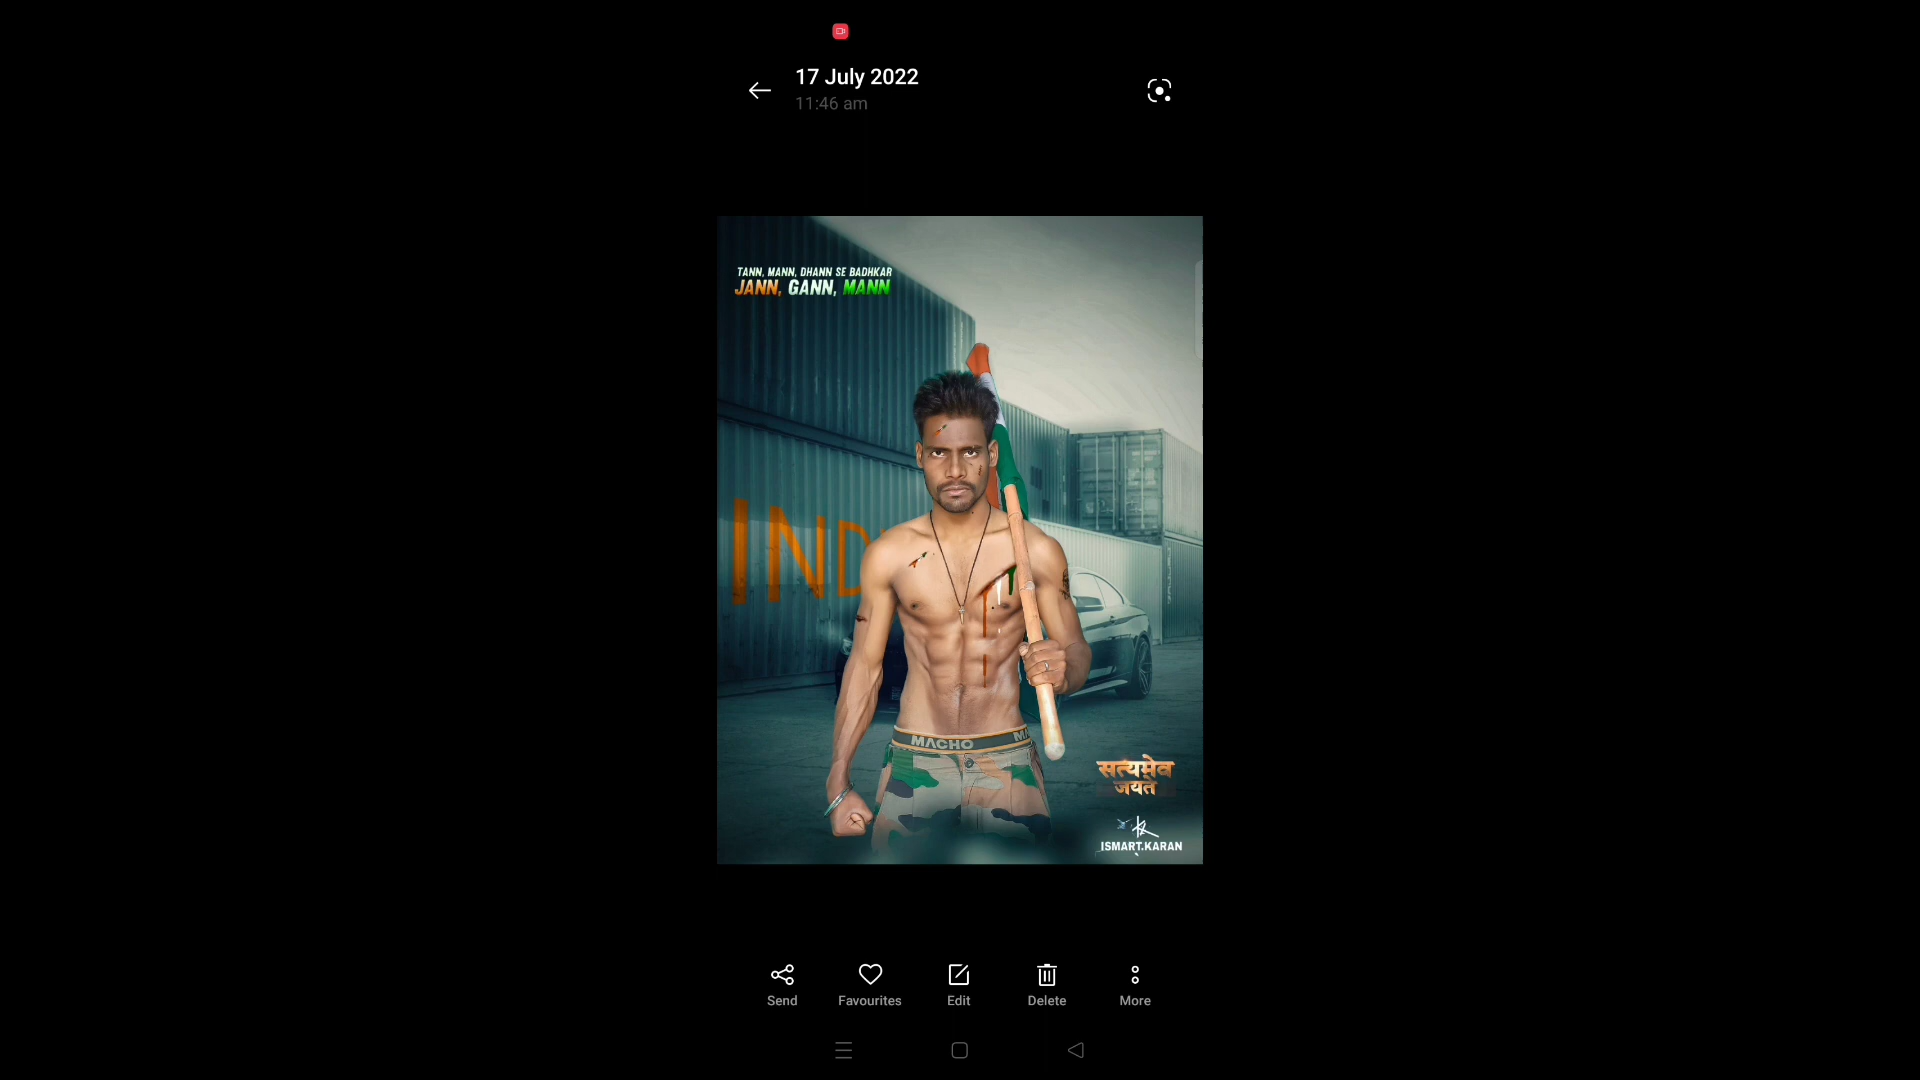 17 July 2022
11:46 am
TANN, MANN, DHANN SE BADHKAR
JANN, GANN, MANN
IND
MACHO
सत्यमेव
जयते
ISMART.KARAN
Send
Favourites
Edit
Delete
More